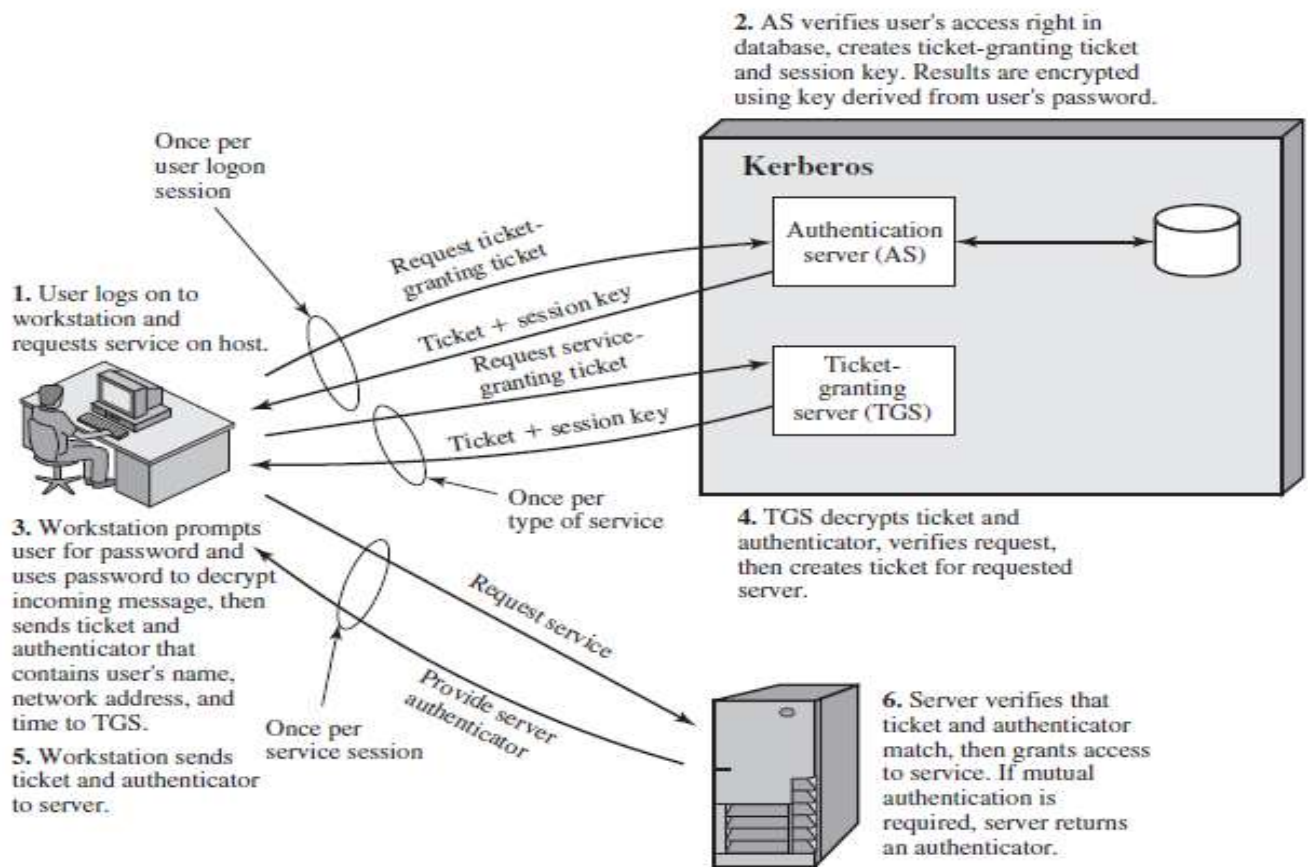 2. AS verifies user's access right in
database, creates ticket-granting ticket
and session key. Results are encrypted
using key derived from user's password.
Once per
user logon
session
Kerberos
Request ticket-
granting ticket
Authentication
server (AS)
1. User logs on to
workstation and
requests service on host.
Ticket + session key
Request service-
granting ticket
Ticket-
granting
server (TGS)
Ticket + session key
Once per
type of service
3. Workstation prompts
user for password and
uses password to decrypt
incoming message, then
sends ticket and
authenticator that
contains user's name,
network address, and
time to TGS.
4. TGS decrypts ticket and
authenticator, verifies request,
then creates ticket for requested
server.
Request service
Provide server
authenticator
Once per
service session
5. Workstation sends
ticket and authenticator
to server.
6. Server verifies that
ticket and authenticator
match, then grants access
to service. If mutual
authentication is
required, server returns
an authenticator.